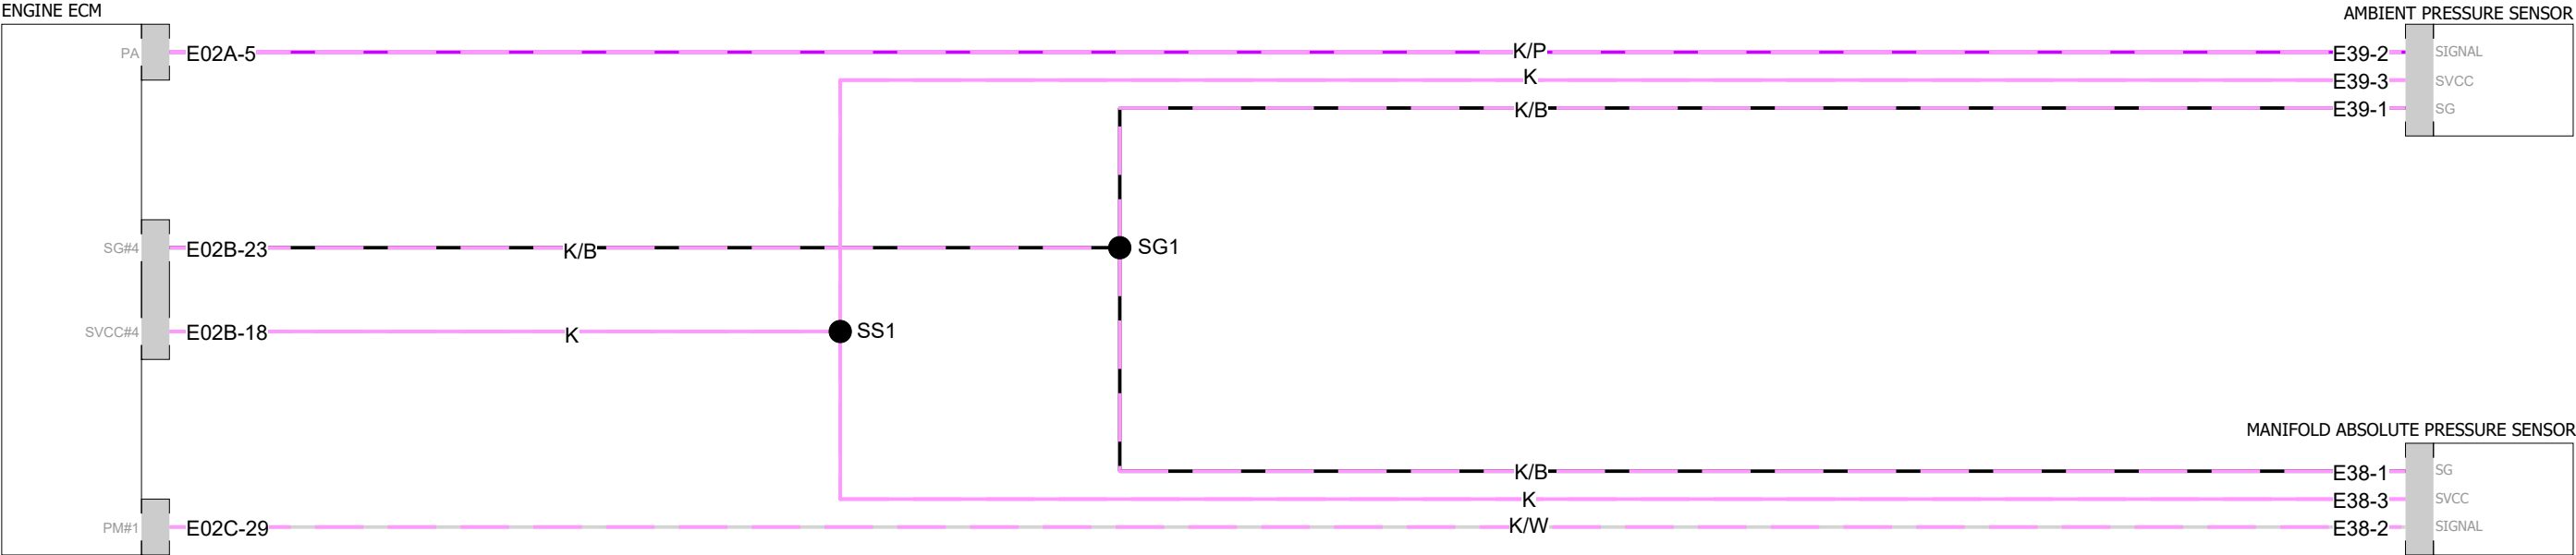 ENGINE ECM
AMBIENT PRESSURE SENSOR
PA E02A-5 K/P E39-2 SIGNAL
K E39-3 SVCC
K/B E39-1 SG
SG#4 E02B-23 K/B SG1
SVCC#4 E02B-18 K SS1
MANIFOLD ABSOLUTE PRESSURE SENSOR
K/B E38-1 SG
K E38-3 SVCC
PM#1 E02C-29 K/W E38-2 SIGNAL